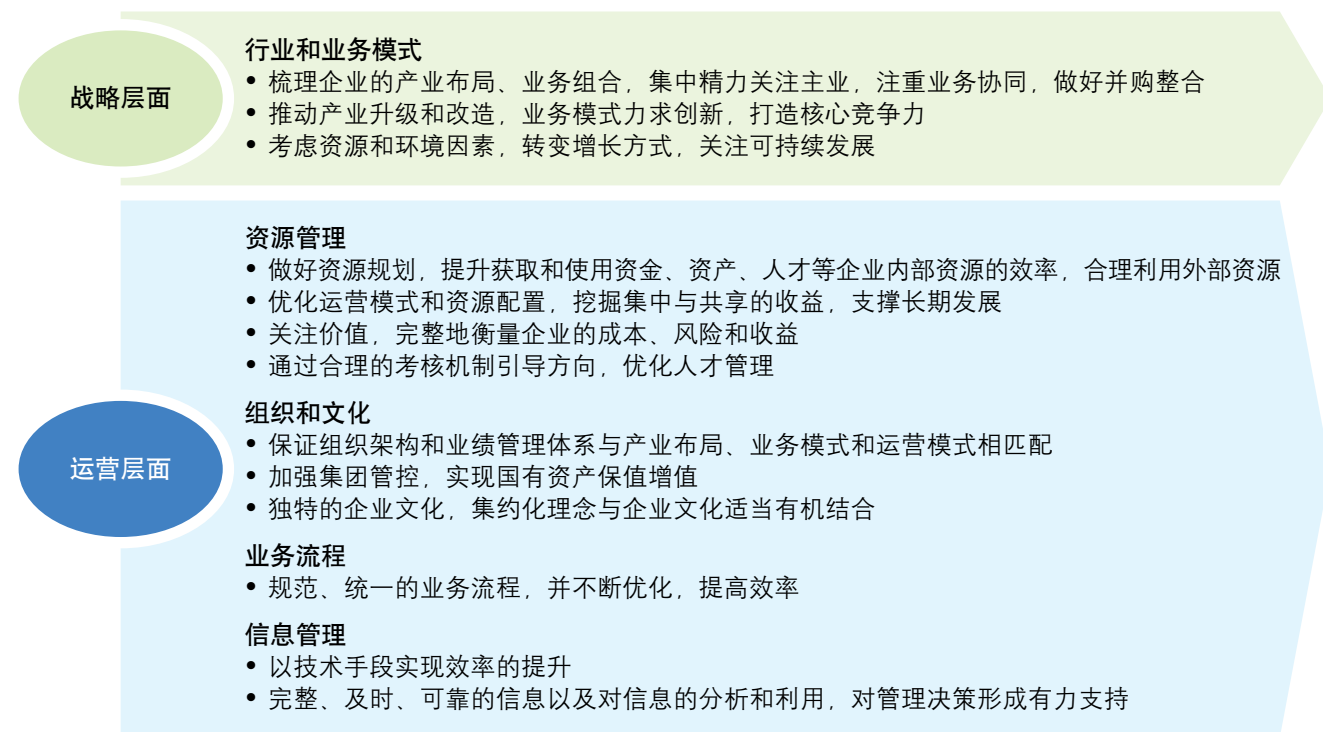 战略层面
行业和业务模式
• 梳理企业的产业布局、业务组合，集中精力关注主业，注重业务协同，做好并购整合
• 推动产业升级和改造，业务模式力求创新，打造核心竞争力
• 考虑资源和环境因素，转变增长方式，关注可持续发展
运营层面
资源管理
• 做好资源规划，提升获取和使用资金、资产、人才等企业内部资源的效率，合理利用外部资源
• 优化运营模式和资源配置，挖掘集中与共享的收益，支撑长期发展
• 关注价值，完整地衡量企业的成本、风险和收益
• 通过合理的考核机制引导方向，优化人才管理
组织和文化
• 保证组织架构和业绩管理体系与产业布局、业务模式和运营模式相匹配
• 加强集团管控，实现国有资产保值增值
• 独特的企业文化，集约化理念与企业文化适当有机结合
业务流程
• 规范、统一的业务流程，并不断优化，提高效率
信息管理
• 以技术手段实现效率的提升
• 完整、及时、可靠的信息以及对信息的分析和利用，对管理决策形成有力支持